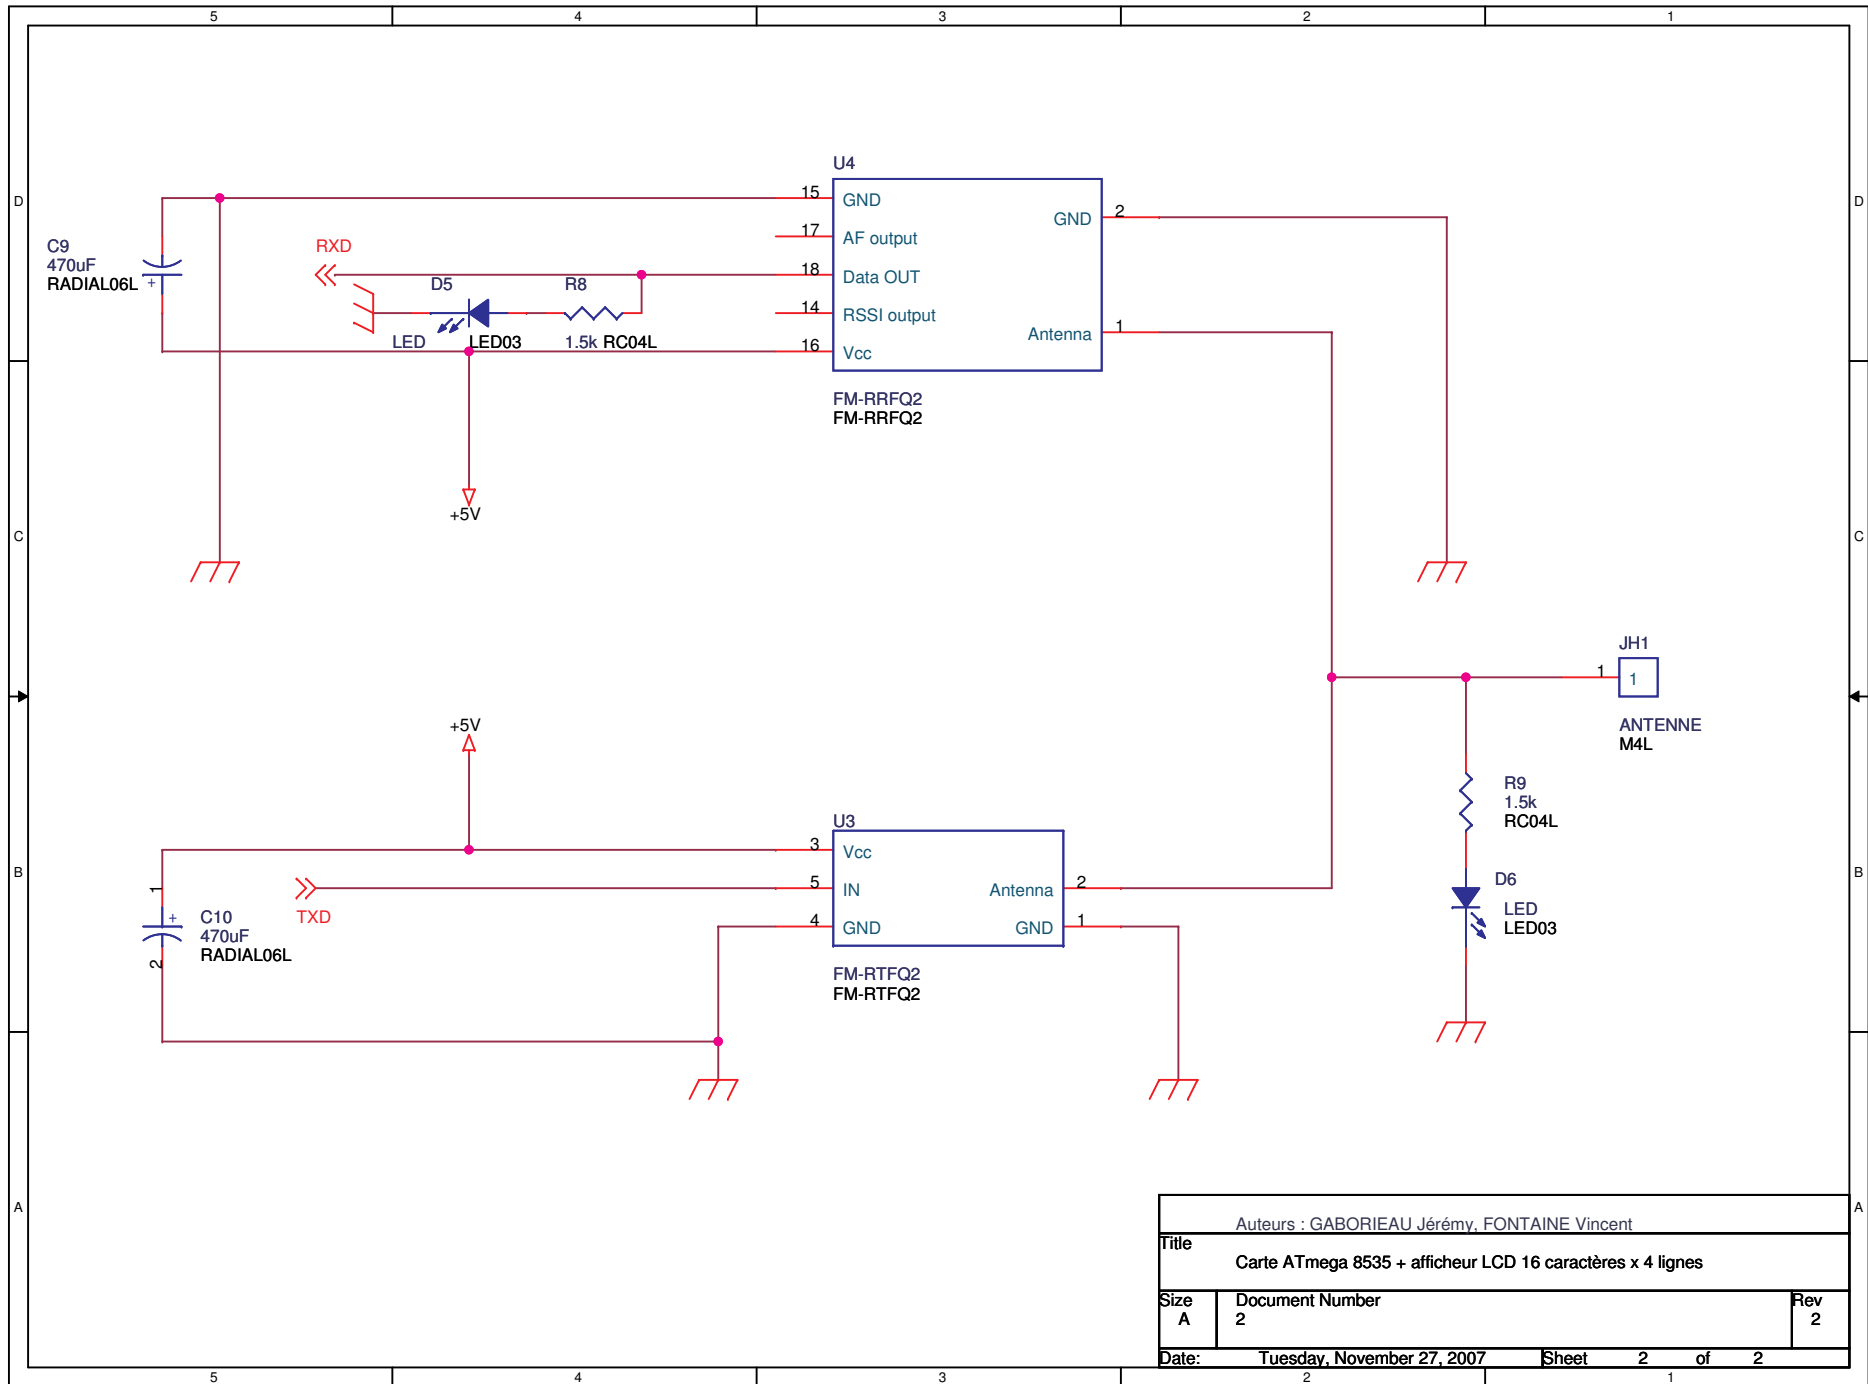 5 4 3 2 1
D D
C C
B B
A A
U4
15 GND
17 AF output
18 Data OUT
14 RSSI output
16 Vcc
GND 2
Antenna 1
FM-RRFQ2
FM-RRFQ2
C9
470uF
RADIAL06L +
RXD
D5
LED
LED03
R8
1.5k RC04L
+5V
JH1
1 1
ANTENNE
M4L
+5V
U3
3 Vcc
5 IN
4 GND
Antenna 2
GND 1
FM-RTFQ2
FM-RTFQ2
TXD
1
+
2
C10
470uF
RADIAL06L
R9
1.5k
RC04L
D6
LED
LED03
Auteurs : GABORIEAU Jérémy, FONTAINE Vincent
Title
Carte ATmega 8535 + afficheur LCD 16 caractères x 4 lignes
Size
A
Document Number
2
Rev
2
Date: Tuesday, November 27, 2007 Sheet 2 of 2
5 4 3 2 1